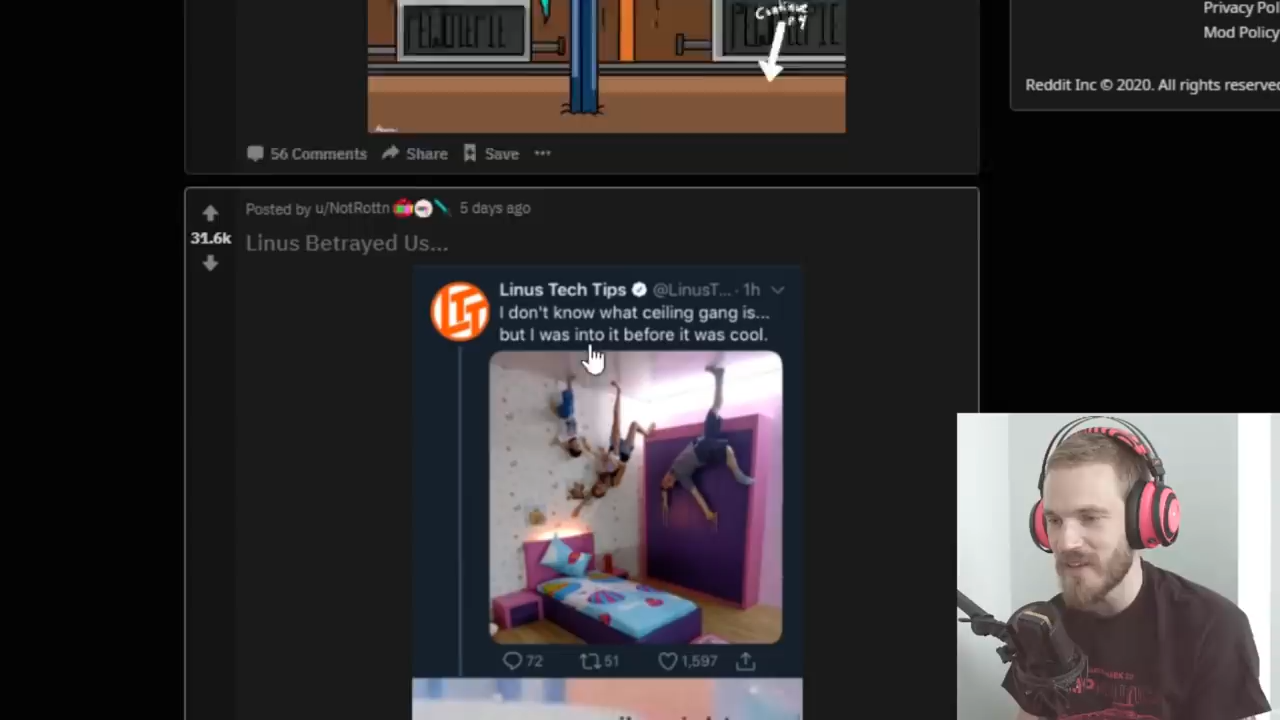 Continue
Privacy Pol
Mod Policy
Reddit Inc © 2020. All rights reserved
56 Comments Share Save ...
Posted by u/NotRottn 5 days ago
31.6k
Linus Betrayed Us...
Linus Tech Tips @LinusT... · 1h
LTT
I don't know what ceiling gang is...
but I was into it before it was cool.
72 51 1,597